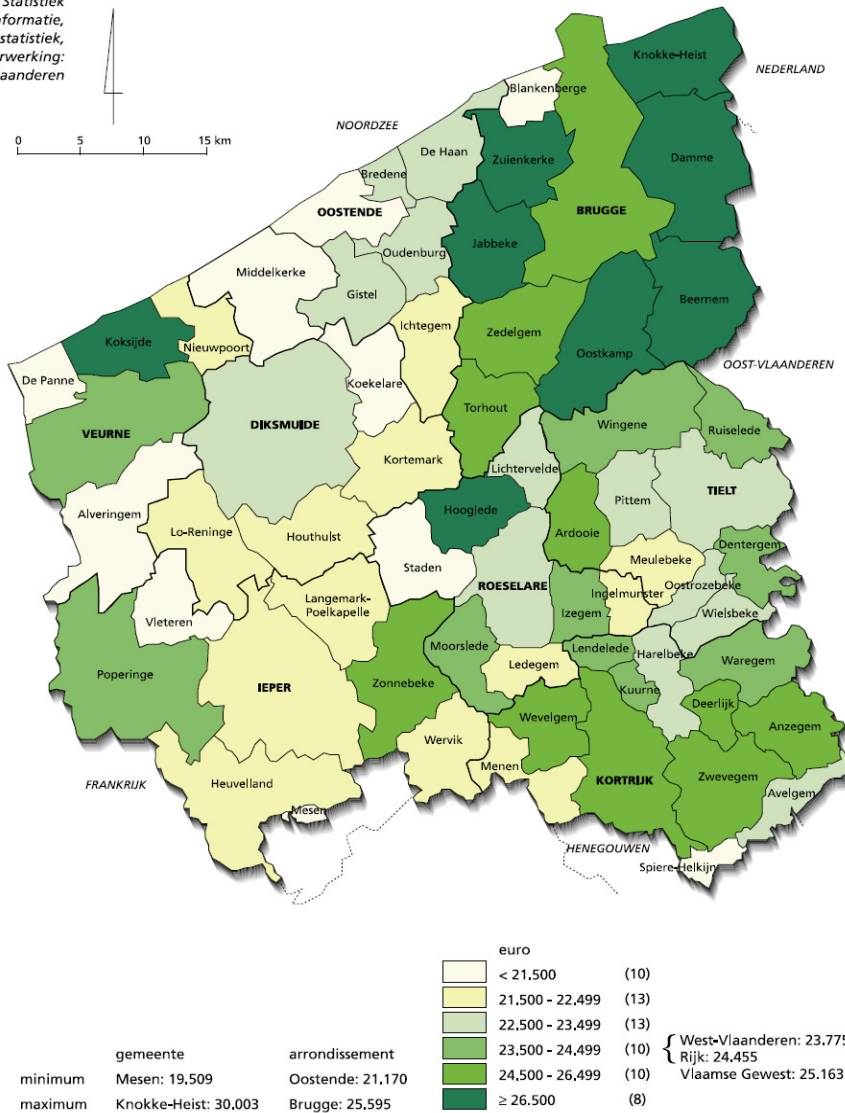 Statistiek
nformatie,
statistiek,
rwerking:
aanderen
0 5 10 15 km
NOORDZEE
NEDERLAND
Knokke-Heist
Blankenberge
De Haan
Zuienkerke
Damme
Bredene
OOSTENDE
BRUGGE
Oudenburg
Jabbeke
Middelkerke
Gistel
Beernem
Ichtegem
Zedelgem
Koksijde
Nieuwpoort
Oostkamp
OOST-VLAANDEREN
De Panne
Koekelare
Torhout
VEURNE
DIKSMUIDE
Wingene
Ruiselede
Kortemark
Lichtervelde
Pittem
TIELT
Alveringem
Hooglede
Lo-Reninge
Houthulst
Ardooie
Dentergem
Meulebeke
Staden
ROESELARE
Oostrozebeke
Ingelmunster
Langemark-
Poelkapelle
Izegem
Wielsbeke
Vleteren
Moorslede
Lendelede
Harelbeke
Waregem
Poperinge
Ledegem
IEPER
Zonnebeke
Kuurne
Deerlijk
Wevelgem
Anzegem
Wervik
Menen
KORTRIJK
Zwevegem
FRANKRIJK
Heuvelland
Avelgem
Mesen
HENEGOUWEN
Spiere-Helkijn
euro
< 21.500 (10)
21.500 - 22.499 (13)
22.500 - 23.499 (13)
23.500 - 24.499 (10) { West-Vlaanderen: 23.775
Rijk: 24.455
24.500 - 26.499 (10) Vlaamse Gewest: 25.163
≥ 26.500 (8)
gemeente arrondissement
minimum Mesen: 19.509 Oostende: 21.170
maximum Knokke-Heist: 30.003 Brugge: 25.595